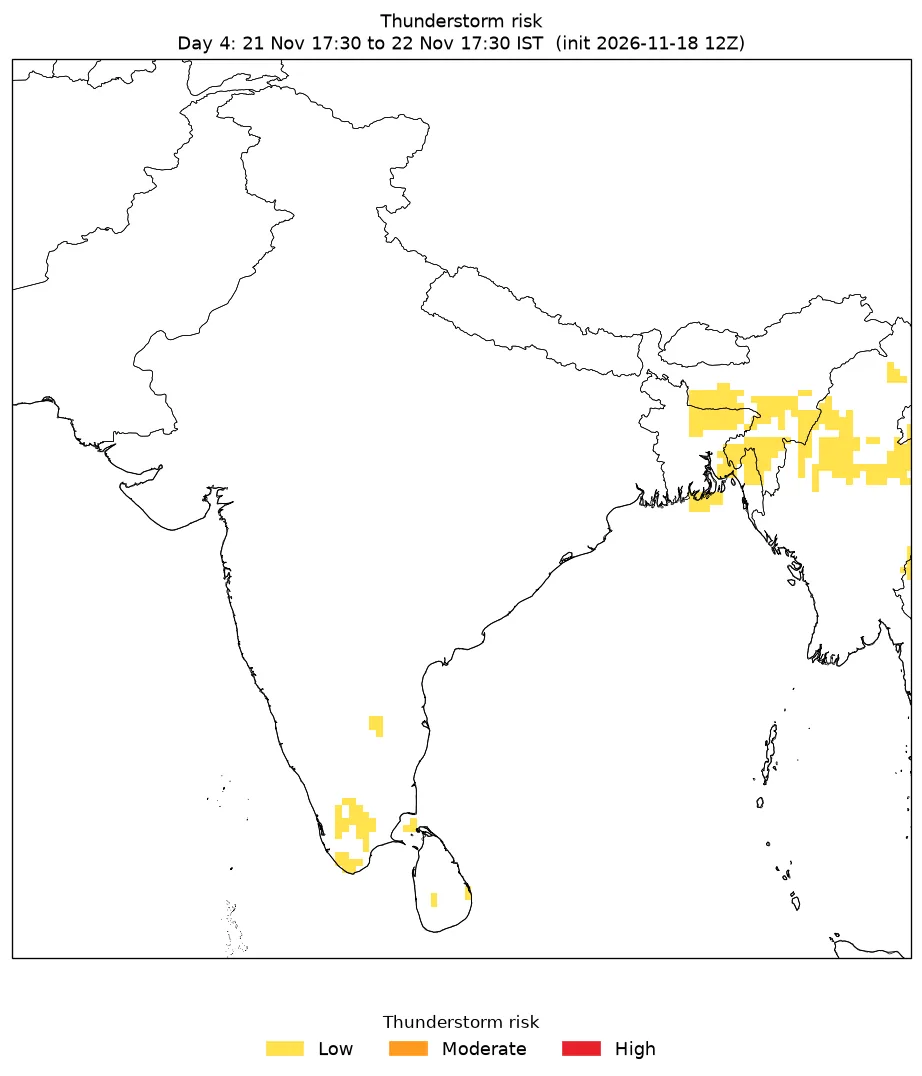 Thunderstorm risk
Day 4: 21 Nov 17:30 to 22 Nov 17:30 IST (init 2026-11-18 12Z)
Thunderstorm risk
Low Moderate High